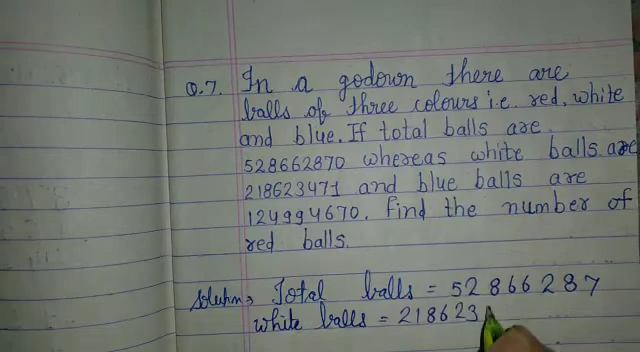 Q.7. In a godown there are
balls of three colours i.e. red, white
and blue. If total balls are
528662870 whereas white balls are
218623471 and blue balls are
124994670. Find the number of
red balls.
Solution→ Total balls = 52866287
white balls = 218623